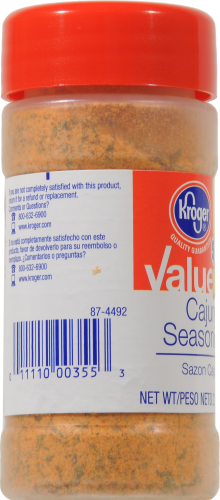 If you are not completely satisfied with this product,
return it for a refund or replacement.
Comments or Questions?
800-632-6900
www.kroger.com
Si no está completamente satisfecho con este
producto, favor de devolverlo para su reembolso o
reemplazo. ¿Comentarios o preguntas?
800-632-6900
www.kroger.com
87-4492
0 11110 00355 3
Kroger
QUALITY GUARANTEED
value
Cajun
Season
Sazon Ca
NET WT/PESO NETO